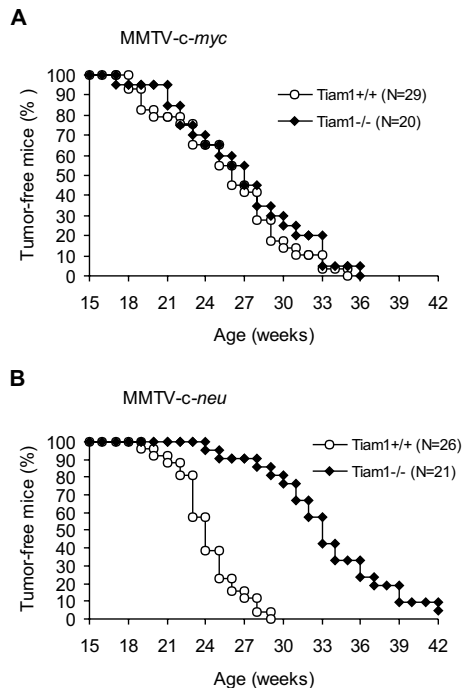 A
MMTV-c-myc
100
90
80
70
60
50
40
30
20
10
0
Tumor-free mice (% )
Tiam1+/+ (N=29)
Tiam1-/- (N=20)
15 18 21 24 27 30 33 36 39 42
Age (weeks)
B
MMTV-c-neu
100
90
80
70
60
50
40
30
20
10
0
Tumor-free mice (%)
Tiam1+/+ (N=26)
Tiam1-/- (N=21)
15 18 21 24 27 30 33 36 39 42
Age (weeks)